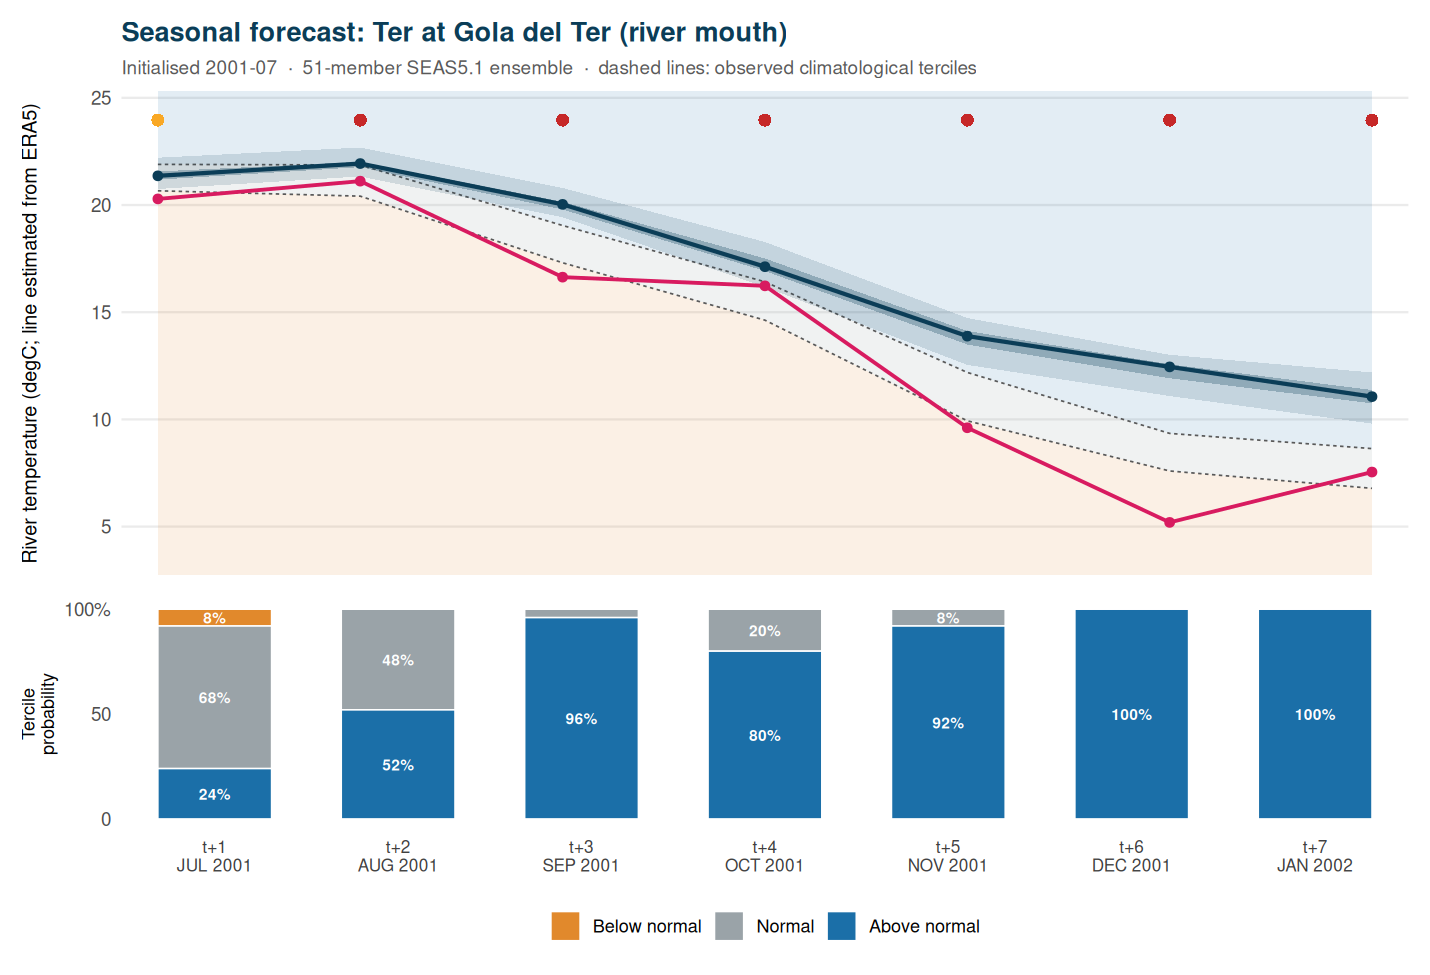 Seasonal forecast: Ter at Gola del Ter (river mouth)
Initialised 2001-07 · 51-member SEAS5.1 ensemble · dashed lines: observed climatological terciles
River temperature (degC; line estimated from ERA5)
25
20
15
10
5
Tercile
probability
100%
50
0
8%
68%
24%
48%
52%
96%
20%
80%
8%
92%
100%
100%
t+1
JUL 2001
t+2
AUG 2001
t+3
SEP 2001
t+4
OCT 2001
t+5
NOV 2001
t+6
DEC 2001
t+7
JAN 2002
Below normal
Normal
Above normal